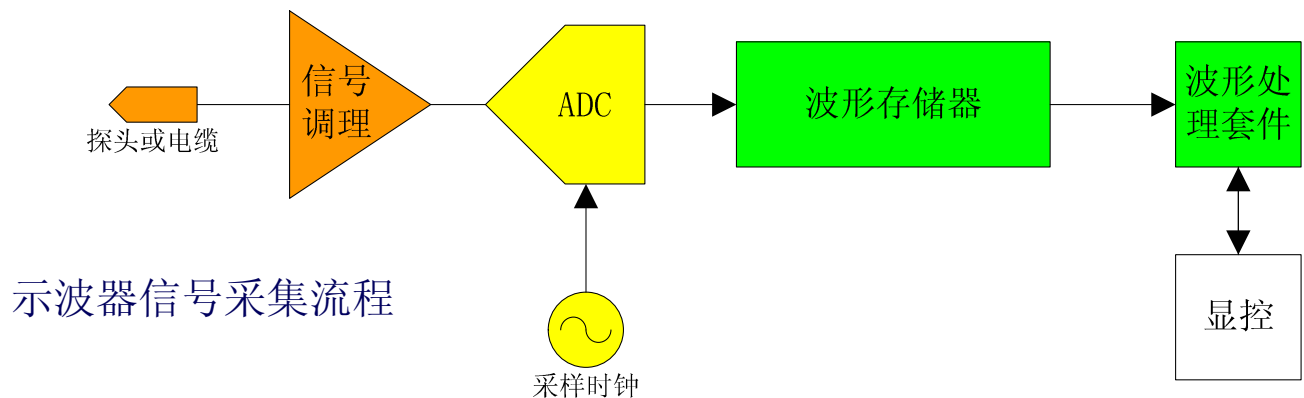 探头或电缆
信号
调理
ADC
波形存储器
波形处
理套件
显控
采样时钟
示波器信号采集流程